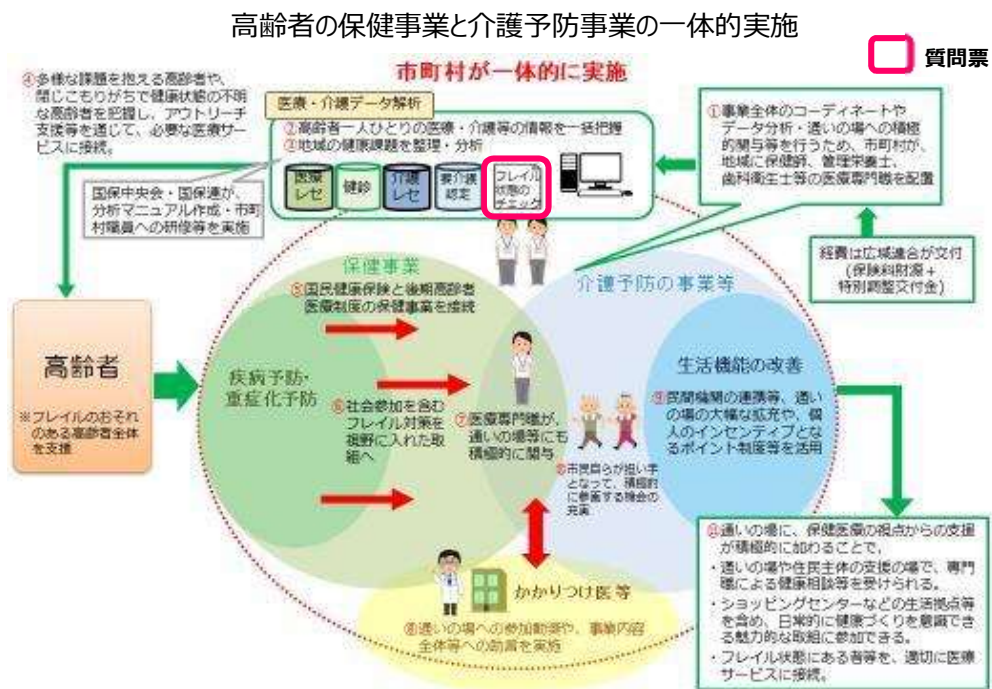 高齢者の保健事業と介護予防事業の一体的実施
質問票
市町村が一体的に実施
④多様な課題を抱える高齢者や、
閉じこもりがちで健康状態の不明
な高齢者を把握し、アウトリーチ
支援等を通じて、必要な医療サー
ビスに接続。
医療・介護データ解析
②高齢者一人ひとりの医療・介護等の情報を一括把握
③地域の健康課題を整理・分析
医療
レセ
健診
介護
レセ
要介護
認定
フレイル
状態の
チェック
①事業全体のコーディネートや
データ分析・通いの場への積極
的関与等を行うため、市町村が、
地域に保健師、管理栄養士、
歯科衛生士等の医療専門職を配置
国保中央会・国保連が、
分析マニュアル作成・市町
村職員への研修等を実施
経費は広域連合が交付
(保険料財源+
特別調整交付金)
保健事業
⑤国民健康保険と後期高齢者
医療制度の保健事業を接続
介護予防の事業等
高齢者
※フレイルのおそれ
のある高齢者全体
を支援
疾病予防・
重症化予防
⑥社会参加を含む
フレイル対策を
視野に入れた取
組へ
⑦医療専門職が、
通いの場等にも
積極的に関与
生活機能の改善
⑨民間機関の連携等、通い
の場の大幅な拡充や、個
人のインセンティブとな
るポイント制度等を活用
市民自らが担い手
となって、積極的
に参画する機会の
充実
かかりつけ医等
⑧通いの場への参加勧奨や、事業内容
全体等への助言を実施
通いの場に、保健医療の視点からの支援
が積極的に加わることで、
・通いの場や住民主体の支援の場で、専門
職による健康相談等を受けられる。
・ショッピングセンターなどの生活拠点等
を含め、日常的に健康づくりを意識でき
る魅力的な取組に参加できる。
・フレイル状態にある者等を、適切に医療
サービスに接続。